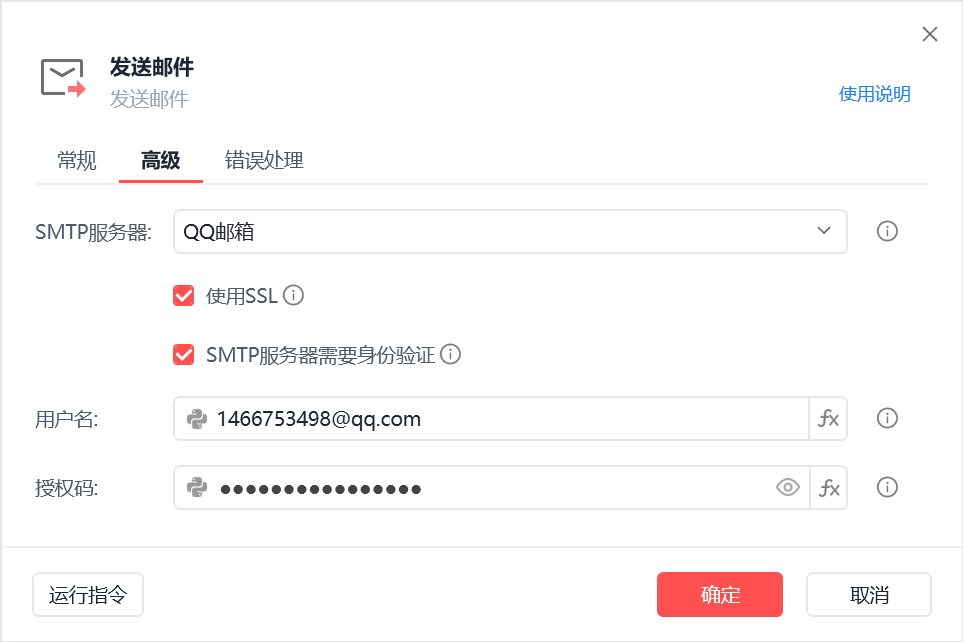 发送邮件
发送邮件
使用说明
常规 高级 错误处理
SMTP服务器: QQ邮箱
使用SSL
SMTP服务器需要身份验证
用户名: 1466753498@qq.com fx
授权码: ●●●●●●●●●●●●●●●● fx
运行指令 确定 取消